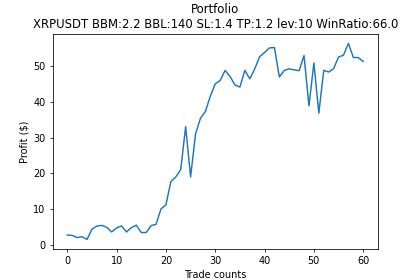 Portfolio
XRPUSDT BBM:2.2 BBL:140 SL:1.4 TP:1.2 lev:10 WinRatio:66.0
Profit ($)
50
40
30
20
10
0
0 10 20 30 40 50 60
Trade counts